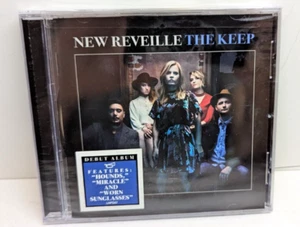 NEW REVEILLE THE KEEP
DEBUT ALBUM
FEATURES:
"HOUNDS,"
"MIRACLE"
AND
"WORN
SUNGLASSES"